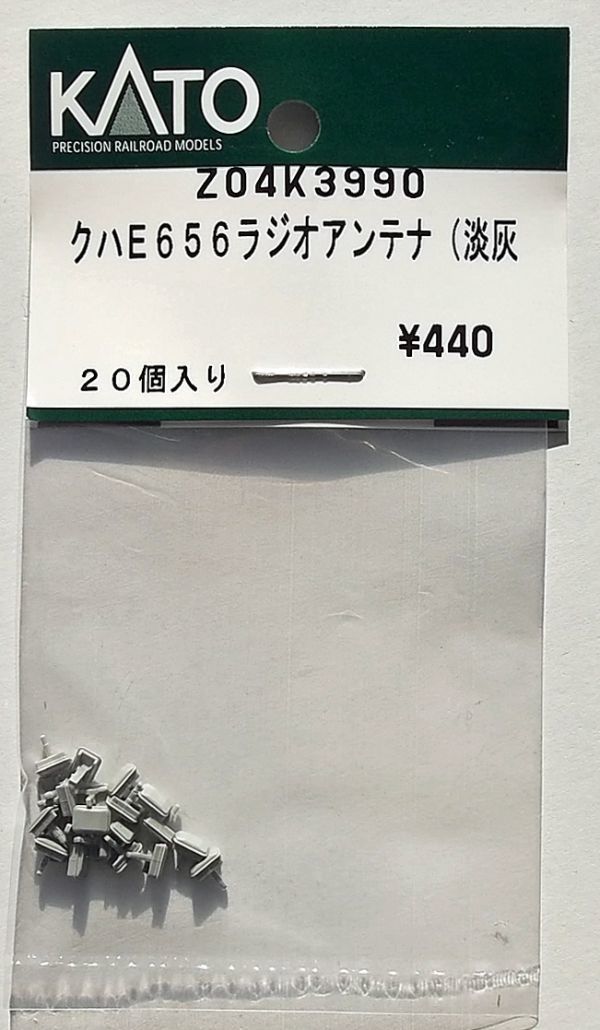 KATO
PRECISION RAILROAD MODELS
Z04K3990
クハE656ラジオアンテナ（淡灰
¥440
20個入り